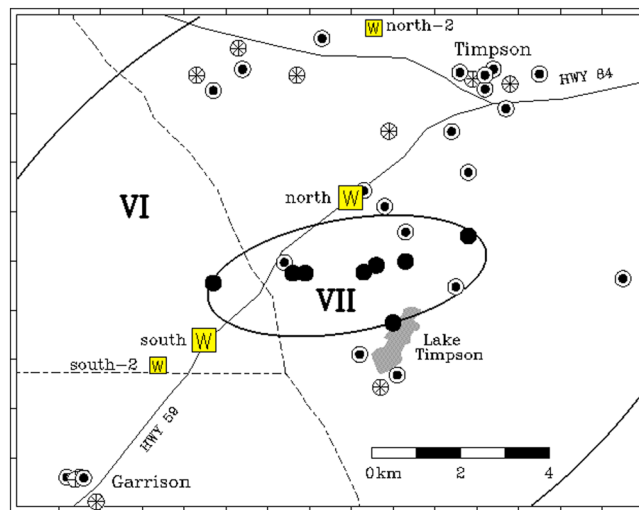 W north-2
Timpson
HWY 84
north W
VI
VII
south W
south-2 W
Lake
Timpson
HWY 59
Garrison
0km 2 4